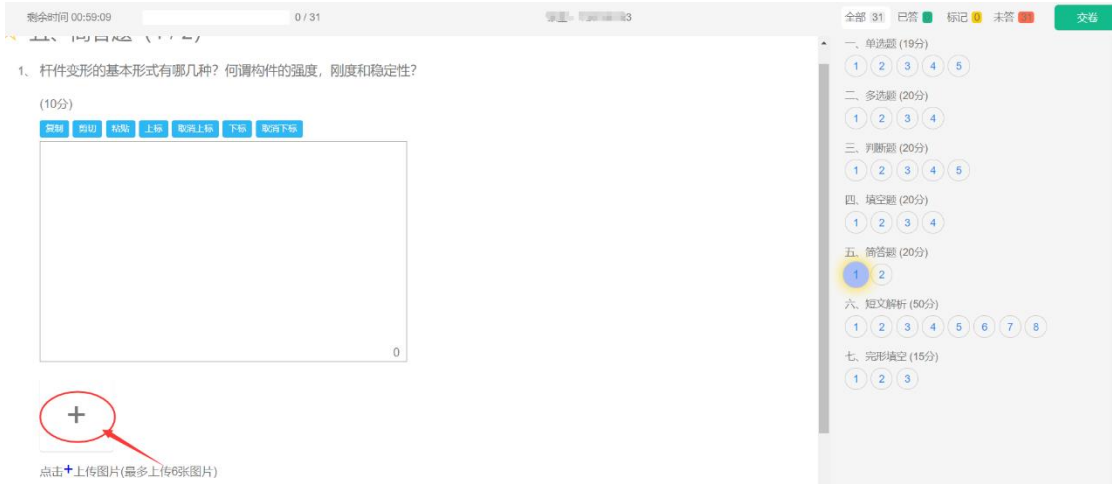 剩余时间 00:59:09
0 / 31
3
全部 31 已答 标记 0 未答 31
交卷
五、简答题 (1 / 2)
1、 杆件变形的基本形式有哪几种？何谓构件的强度，刚度和稳定性？
(10分)
复制 剪切 粘贴 上标 取消上标 下标 取消下标
0
+
点击+上传图片(最多上传6张图片)
一、单选题 (19分)
1 2 3 4 5
二、多选题 (20分)
1 2 3 4
三、判断题 (20分)
1 2 3 4 5
四、填空题 (20分)
1 2 3 4
五、简答题 (20分)
1 2
六、短文解析 (50分)
1 2 3 4 5 6 7 8
七、完形填空 (15分)
1 2 3